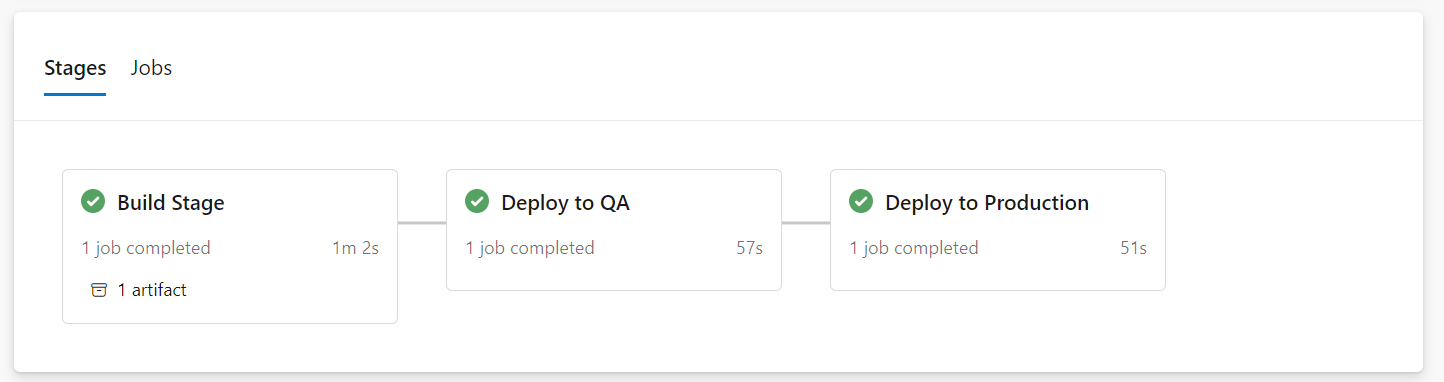 Stages Jobs
Build Stage
1 job completed 1m 2s
1 artifact
Deploy to QA
1 job completed 57s
Deploy to Production
1 job completed 51s